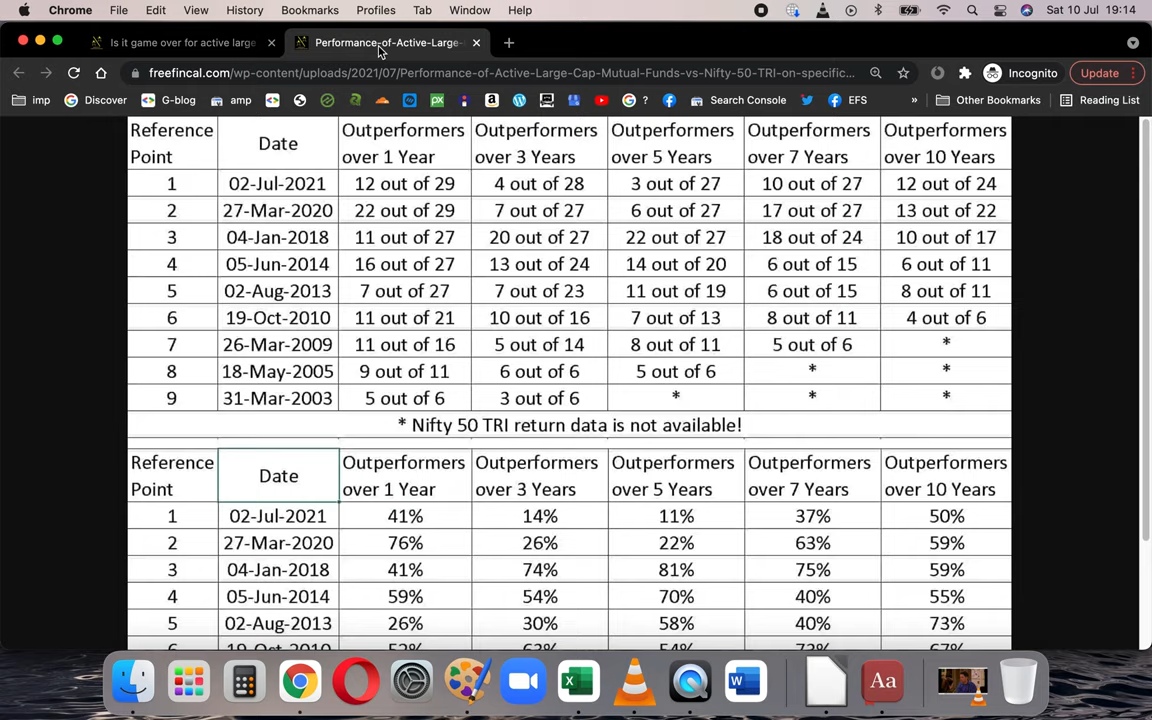 Chrome File Edit View History Bookmarks Profiles Tab Window Help Sat 10 Jul 19:14
Is it game over for active large
Performance-of-Active-Large-
freefincal.com/wp-content/uploads/2021/07/Performance-of-Active-Large-Cap-Mutual-Funds-vs-Nifty-50-TRI-on-specific... Incognito Update
imp Discover G-blog amp ? Search Console EFS » Other Bookmarks Reading List
Reference Point Date Outperformers over 1 Year Outperformers over 3 Years Outperformers over 5 Years Outperformers over 7 Years Outperformers over 10 Years
1 02-Jul-2021 12 out of 29 4 out of 28 3 out of 27 10 out of 27 12 out of 24
2 27-Mar-2020 22 out of 29 7 out of 27 6 out of 27 17 out of 27 13 out of 22
3 04-Jan-2018 11 out of 27 20 out of 27 22 out of 27 18 out of 24 10 out of 17
4 05-Jun-2014 16 out of 27 13 out of 24 14 out of 20 6 out of 15 6 out of 11
5 02-Aug-2013 7 out of 27 7 out of 23 11 out of 19 6 out of 15 8 out of 11
6 19-Oct-2010 11 out of 21 10 out of 16 7 out of 13 8 out of 11 4 out of 6
7 26-Mar-2009 11 out of 16 5 out of 14 8 out of 11 5 out of 6 *
8 18-May-2005 9 out of 11 6 out of 6 5 out of 6 * *
9 31-Mar-2003 5 out of 6 3 out of 6 * * *
* Nifty 50 TRI return data is not available!
Reference Point Date Outperformers over 1 Year Outperformers over 3 Years Outperformers over 5 Years Outperformers over 7 Years Outperformers over 10 Years
1 02-Jul-2021 41% 14% 11% 37% 50%
2 27-Mar-2020 76% 26% 22% 63% 59%
3 04-Jan-2018 41% 74% 81% 75% 59%
4 05-Jun-2014 59% 54% 70% 40% 55%
5 02-Aug-2013 26% 30% 58% 40% 73%
6 19-Oct-2010 52% 63% 54% 73% 67%